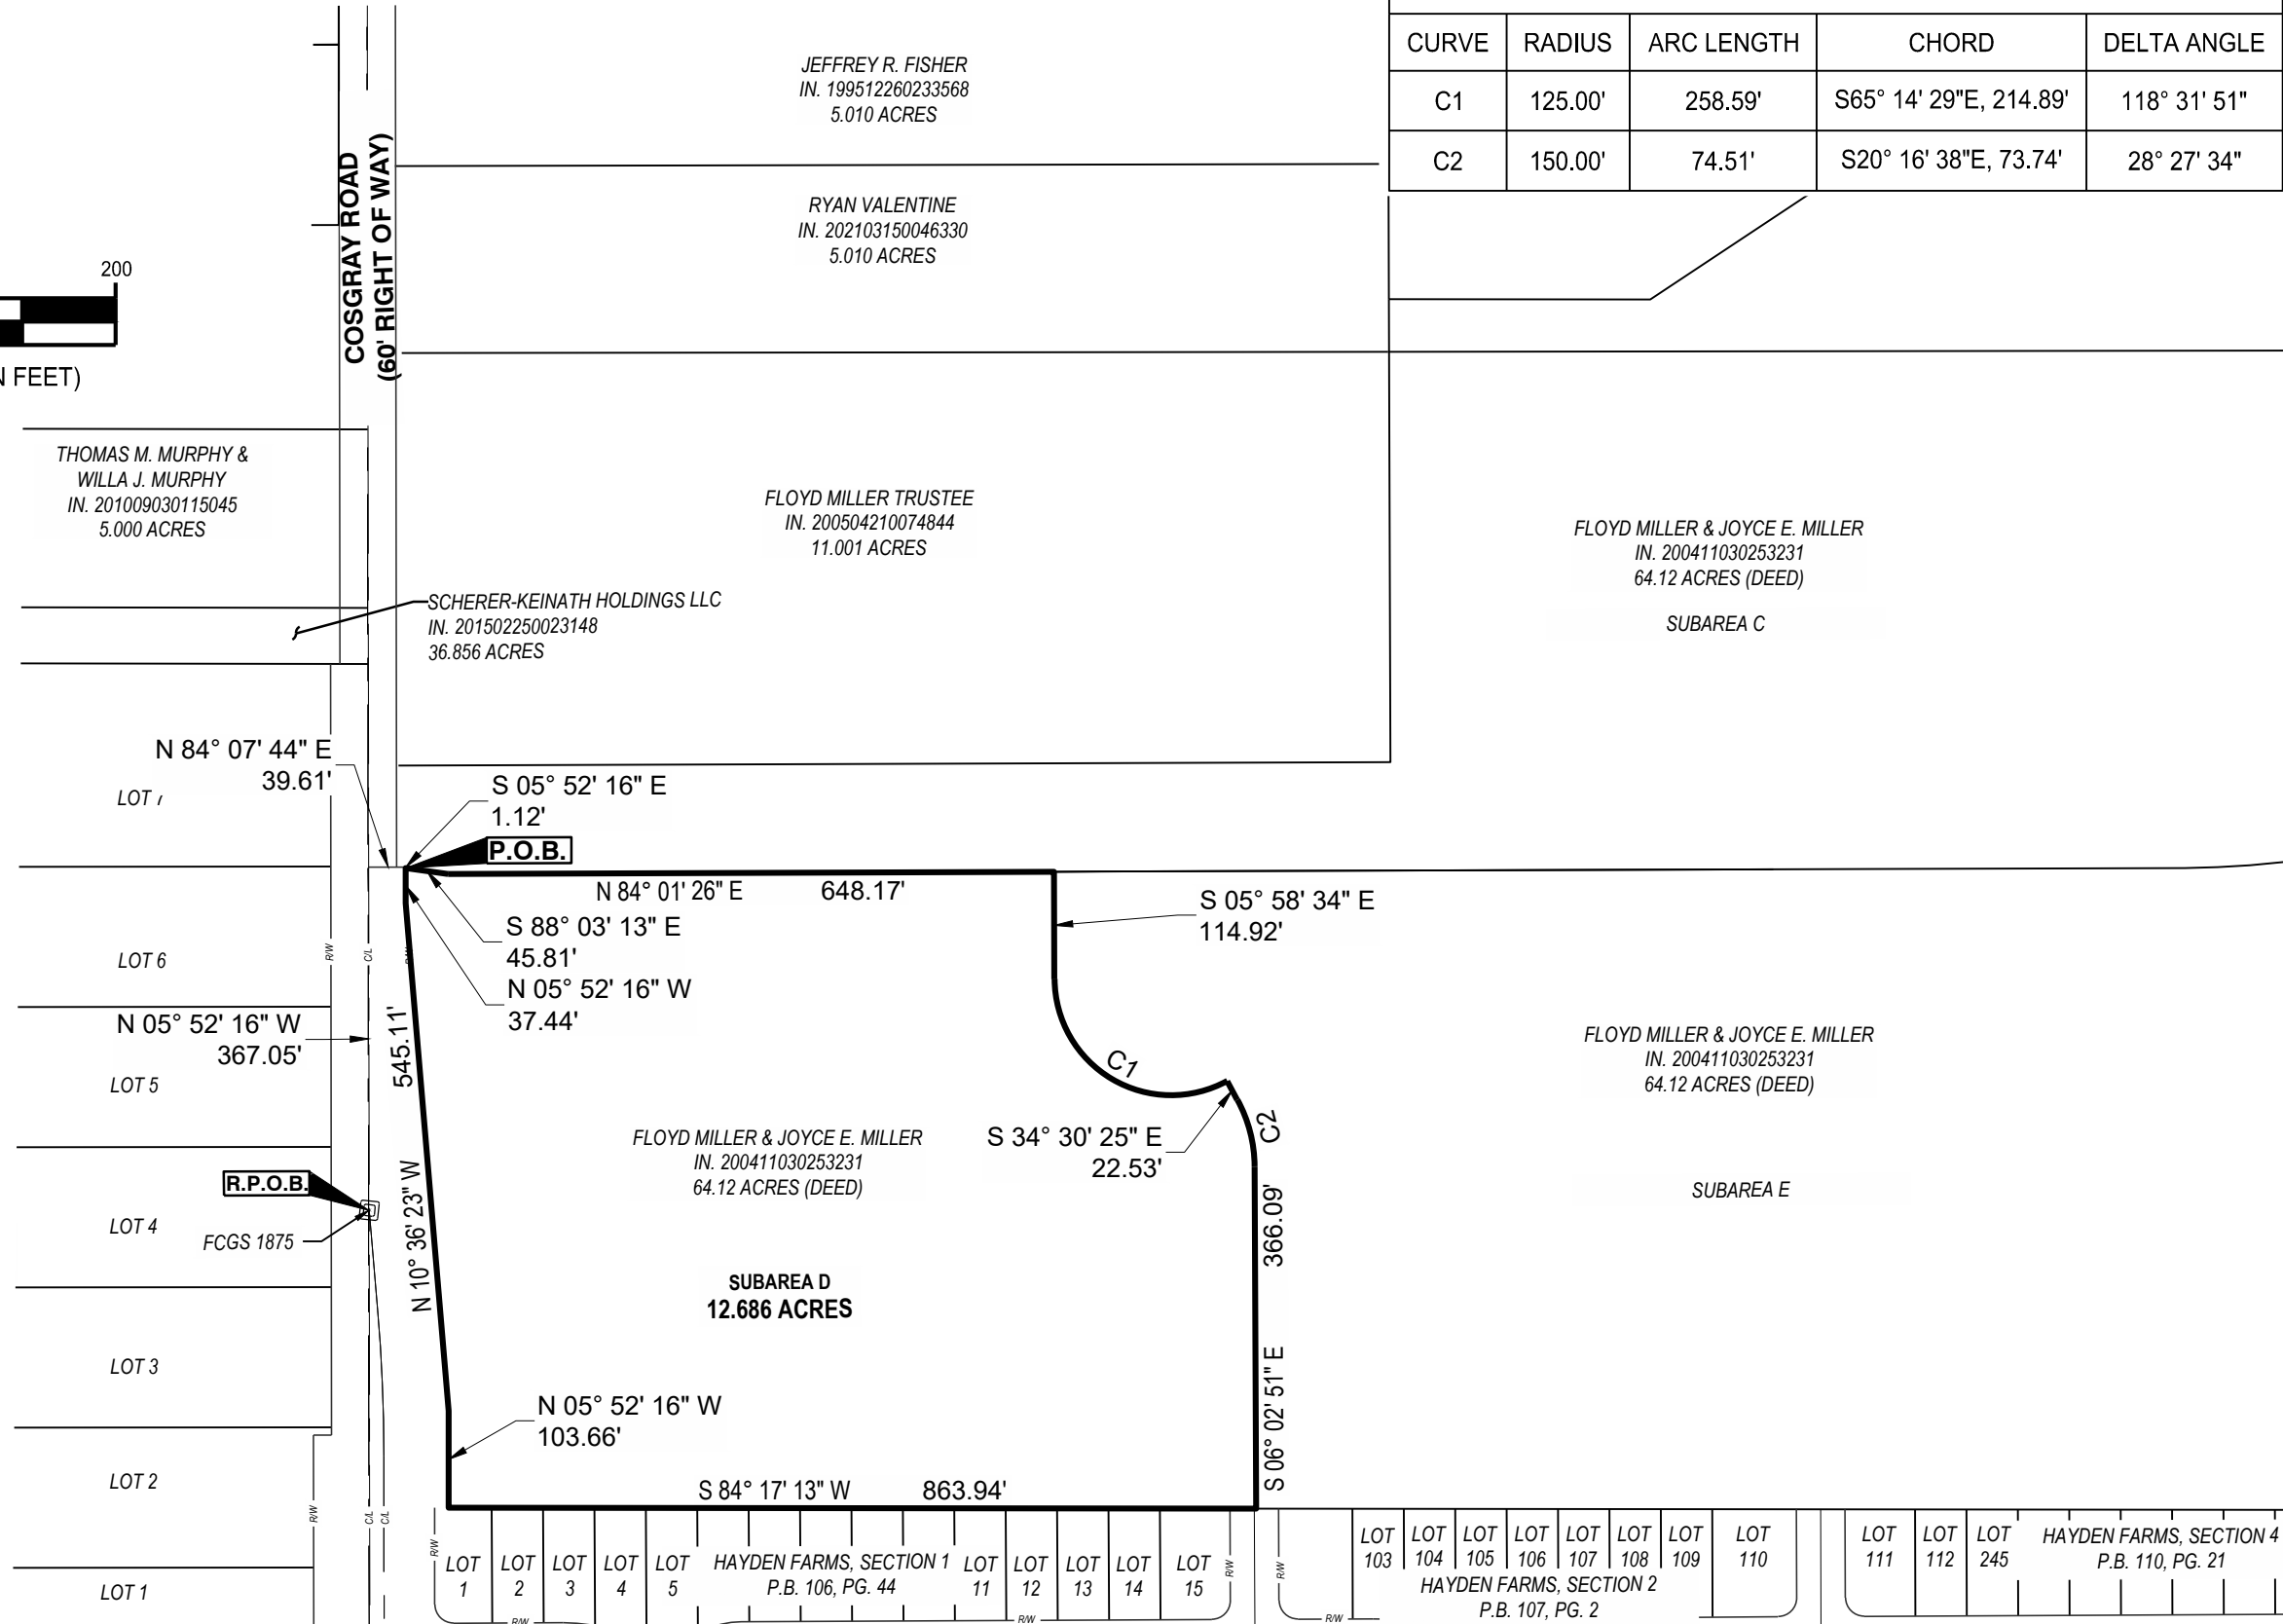 CURVE RADIUS ARC LENGTH CHORD DELTA ANGLE
C1 125.00' 258.59' S65° 14' 29"E, 214.89' 118° 31' 51"
C2 150.00' 74.51' S20° 16' 38"E, 73.74' 28° 27' 34"
JEFFREY R. FISHER
IN. 199512260233568
5.010 ACRES
COSGRAY ROAD
(60' RIGHT OF WAY)
RYAN VALENTINE
IN. 202103150046330
5.010 ACRES
200
N FEET)
THOMAS M. MURPHY &
WILLA J. MURPHY
IN. 201009030115045
5.000 ACRES
FLOYD MILLER TRUSTEE
IN. 200504210074844
11.001 ACRES
FLOYD MILLER & JOYCE E. MILLER
IN. 200411030253231
64.12 ACRES (DEED)
SUBAREA C
SCHERER-KEINATH HOLDINGS LLC
IN. 201502250023148
36.856 ACRES
N 84° 07' 44" E
39.61'
LOT 7
S 05° 52' 16" E
1.12'
P.O.B.
N 84° 01' 26" E 648.17'
S 88° 03' 13" E
45.81'
N 05° 52' 16" W
37.44'
S 05° 58' 34" E
114.92'
LOT 6
R/W
C/L
N 05° 52' 16" W
367.05'
LOT 5
545.11'
N 10° 36' 23" W
C1
C2
FLOYD MILLER & JOYCE E. MILLER
IN. 200411030253231
64.12 ACRES (DEED)
SUBAREA E
FLOYD MILLER & JOYCE E. MILLER
IN. 200411030253231
64.12 ACRES (DEED)
S 34° 30' 25" E
22.53'
R.P.O.B.
LOT 4
FCGS 1875
SUBAREA D
12.686 ACRES
366.09'
S 06° 02' 51" E
LOT 3
N 05° 52' 16" W
103.66'
LOT 2
S 84° 17' 13" W 863.94'
R/W
C/L
C/L
R/W
LOT 1
LOT
1
LOT
2
LOT
3
LOT
4
LOT
5
HAYDEN FARMS, SECTION 1
P.B. 106, PG. 44
LOT
11
LOT
12
LOT
13
LOT
14
LOT
15
R/W
R/W
R/W
R/W
R/W
LOT
103
LOT
104
LOT
105
LOT
106
LOT
107
LOT
108
LOT
109
LOT
110
HAYDEN FARMS, SECTION 2
P.B. 107, PG. 2
LOT
111
LOT
112
LOT
245
HAYDEN FARMS, SECTION 4
P.B. 110, PG. 21